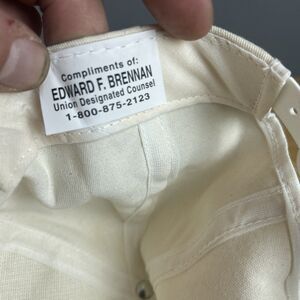 Compliments of:
EDWARD F. BRENNAN
Union Designated Counsel
1-800-875-2123